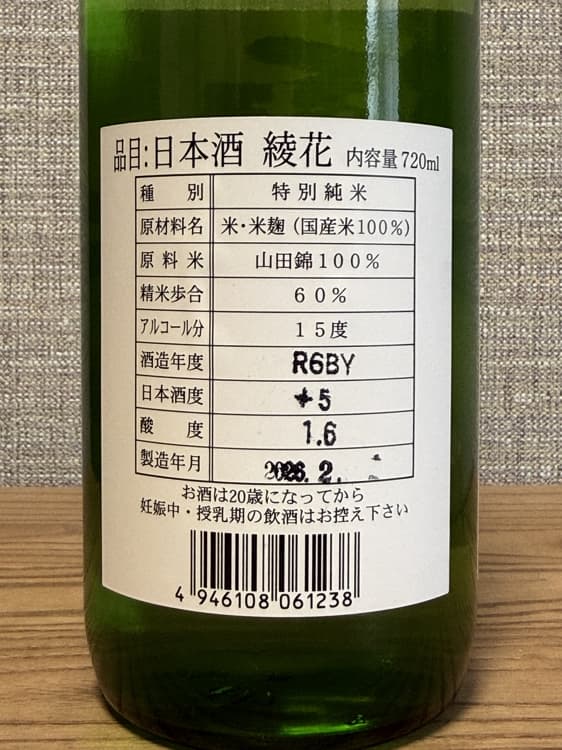 品目:日本酒 綾花 内容量720ml
種別 特別純米
原材料名 米・米麹(国産米100%)
原料米 山田錦100%
精米歩合 60%
アルコール分 15度
酒造年度 R6BY
日本酒度 +5
酸度 1.6
製造年月 2026.2.
お酒は20歳になってから
妊娠中・授乳期の飲酒はお控え下さい
4 946108 061238